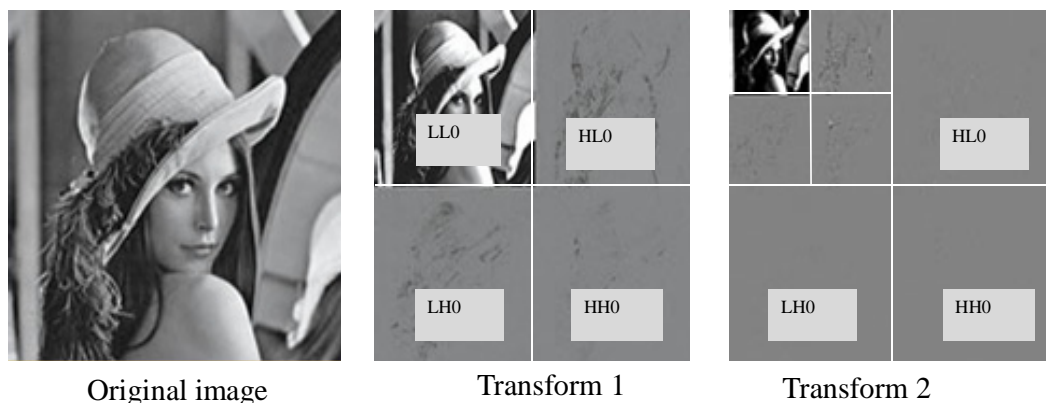 LL0
HL0
LH0
HH0
HL0
LH0
HH0
Original image
Transform 1
Transform 2